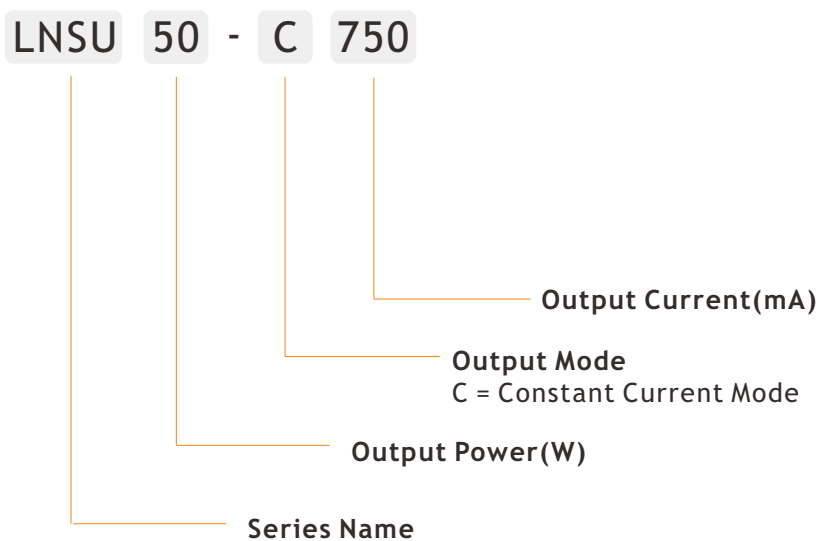 LNSU 50 - C 750
Output Current(mA)
Output Mode
C = Constant Current Mode
Output Power(W)
Series Name